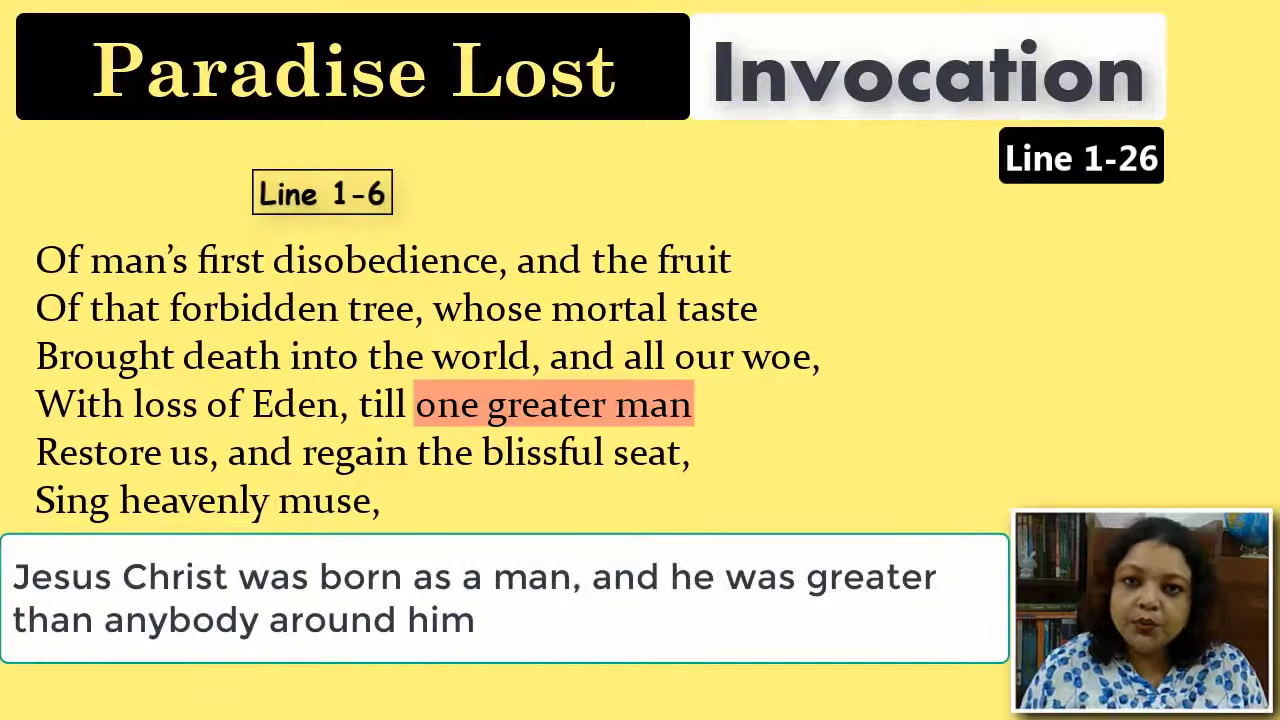 Paradise Lost Invocation
Line 1-26
Line 1-6
Of man’s first disobedience, and the fruit
Of that forbidden tree, whose mortal taste
Brought death into the world, and all our woe,
With loss of Eden, till one greater man
Restore us, and regain the blissful seat,
Sing heavenly muse,
Jesus Christ was born as a man, and he was greater
than anybody around him